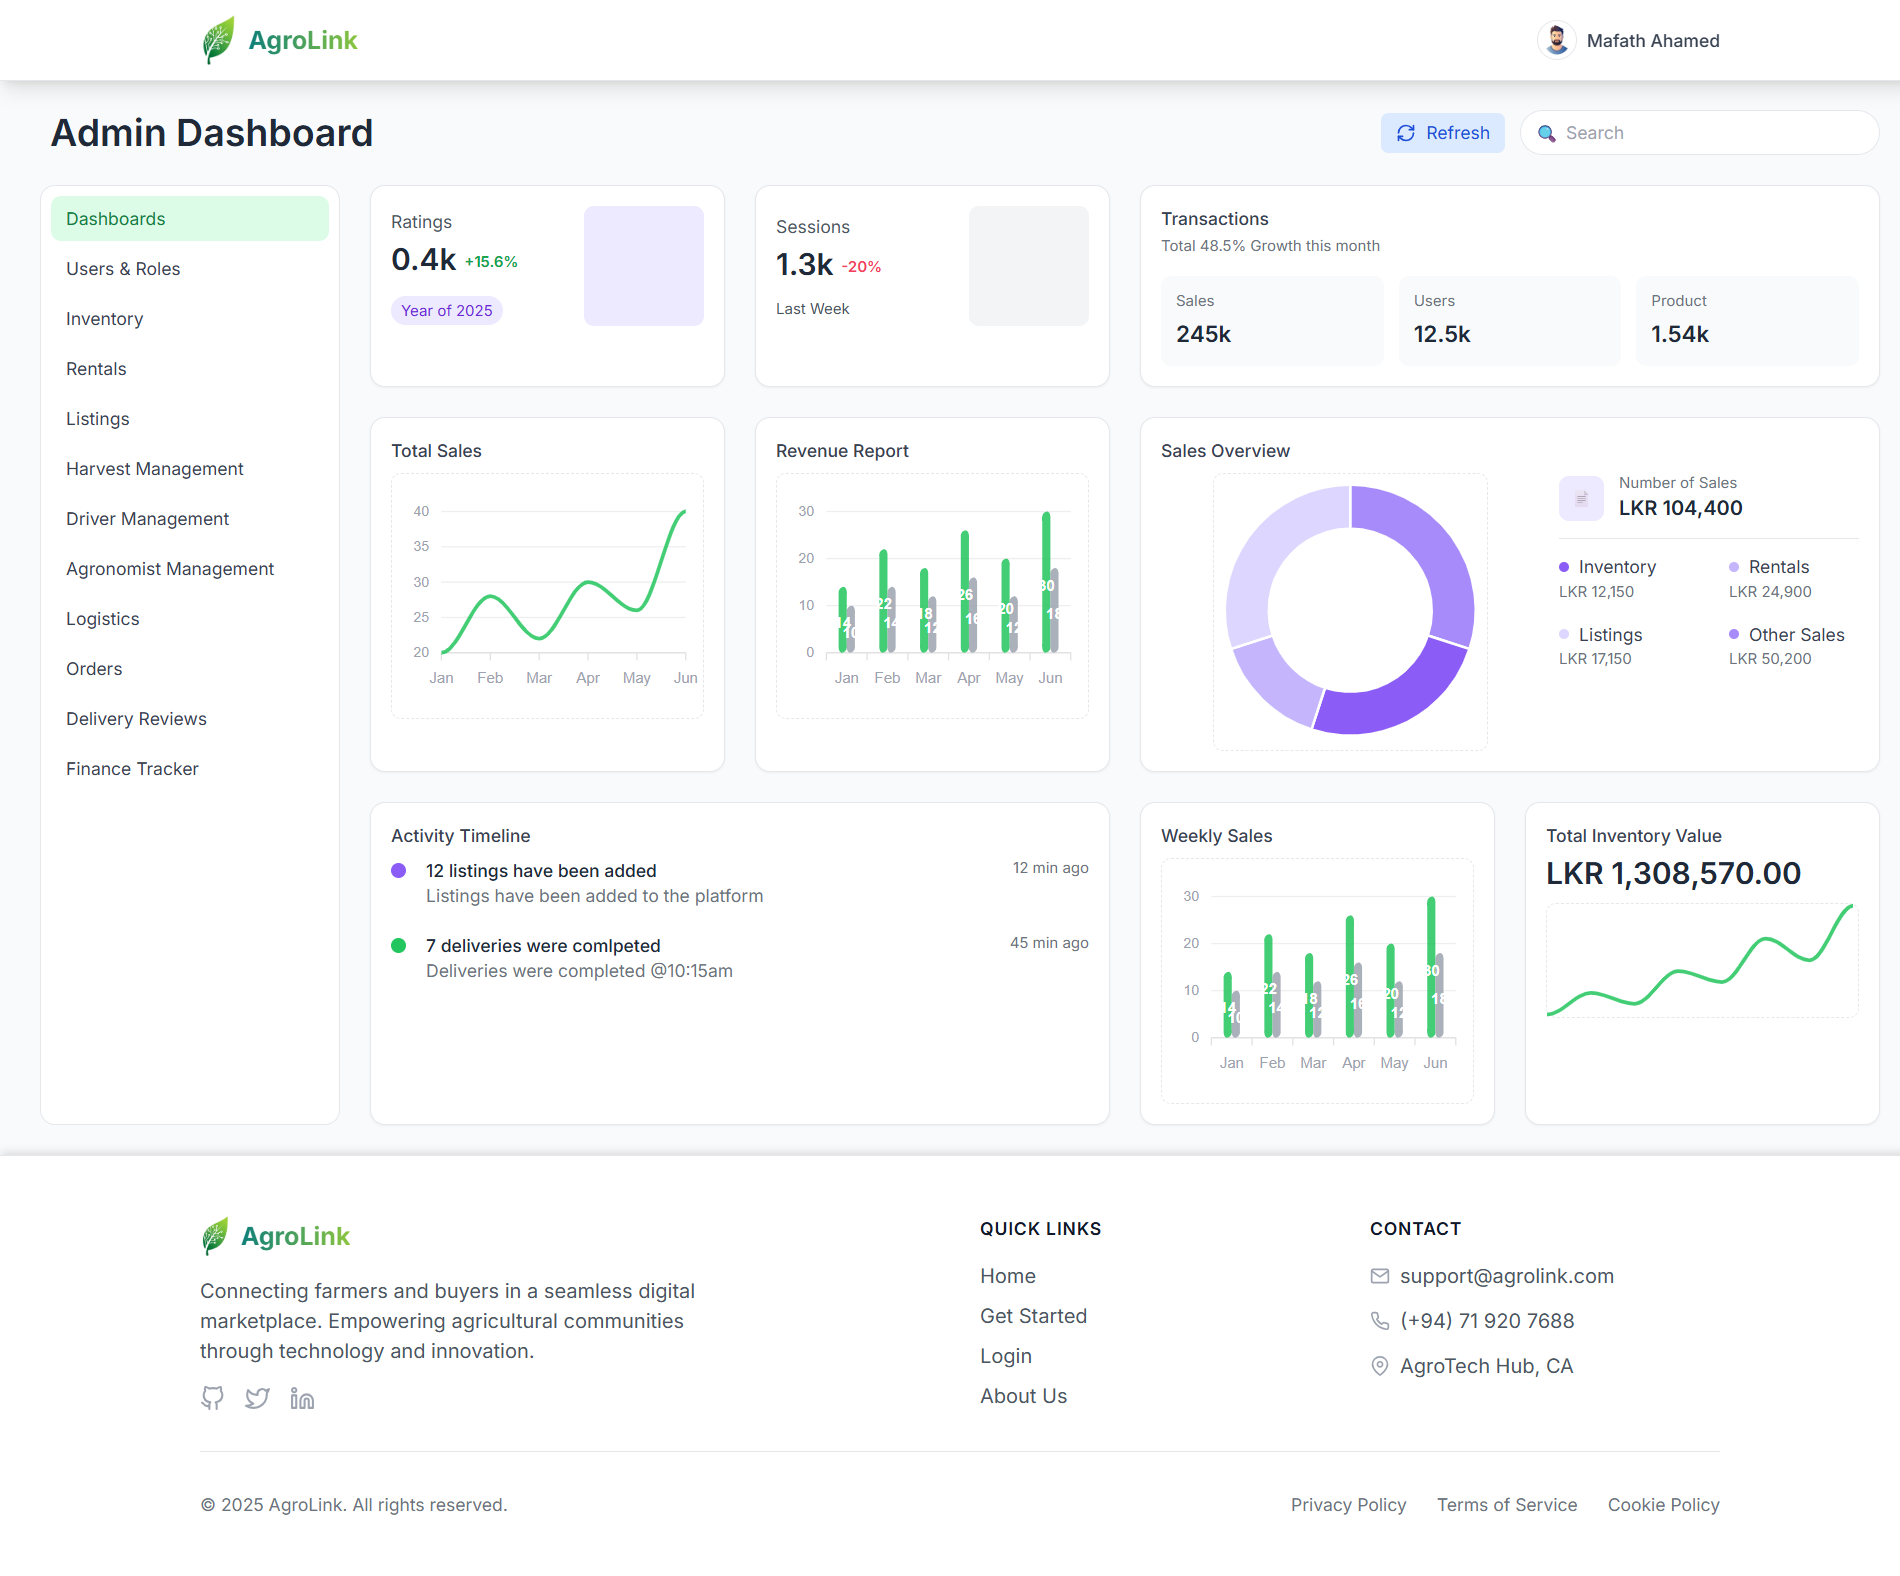 AgroLink
Mafath Ahamed
Admin Dashboard
Refresh
Search
Dashboards
Users & Roles
Inventory
Rentals
Listings
Harvest Management
Driver Management
Agronomist Management
Logistics
Orders
Delivery Reviews
Finance Tracker
Ratings
0.4k +15.6%
Year of 2025
Sessions
1.3k -20%
Last Week
Transactions
Total 48.5% Growth this month
Sales
245k
Users
12.5k
Product
1.54k
Total Sales
40
35
30
25
20
Jan Feb Mar Apr May Jun
Revenue Report
30
20
10
0
14 10 22 14 18 12 26 16 20 12 30 18
Jan Feb Mar Apr May Jun
Sales Overview
Number of Sales
LKR 104,400
Inventory
LKR 12,150
Rentals
LKR 24,900
Listings
LKR 17,150
Other Sales
LKR 50,200
Activity Timeline
12 listings have been added
12 min ago
Listings have been added to the platform
7 deliveries were comlpeted
45 min ago
Deliveries were completed @10:15am
Weekly Sales
30
20
10
0
14 10 22 14 18 12 26 16 20 12 30 18
Jan Feb Mar Apr May Jun
Total Inventory Value
LKR 1,308,570.00
AgroLink
Connecting farmers and buyers in a seamless digital
marketplace. Empowering agricultural communities
through technology and innovation.
QUICK LINKS
Home
Get Started
Login
About Us
CONTACT
support@agrolink.com
(+94) 71 920 7688
AgroTech Hub, CA
© 2025 AgroLink. All rights reserved.
Privacy Policy Terms of Service Cookie Policy